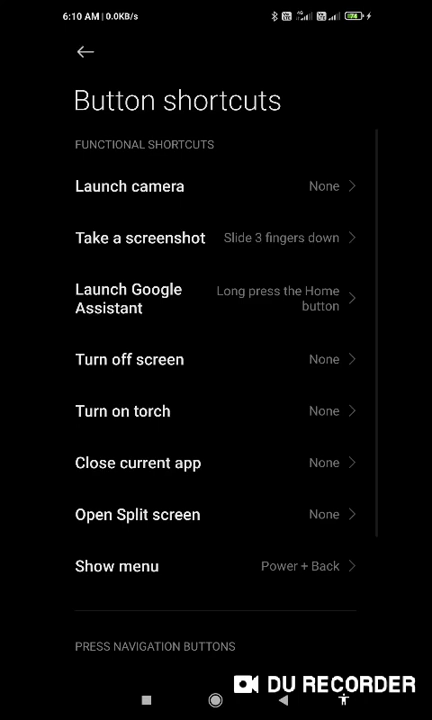 6:10 AM | 0.0KB/s
Button shortcuts
FUNCTIONAL SHORTCUTS
Launch camera None
Take a screenshot Slide 3 fingers down
Launch Google Assistant Long press the Home button
Turn off screen None
Turn on torch None
Close current app None
Open Split screen None
Show menu Power + Back
PRESS NAVIGATION BUTTONS
DU RECORDER